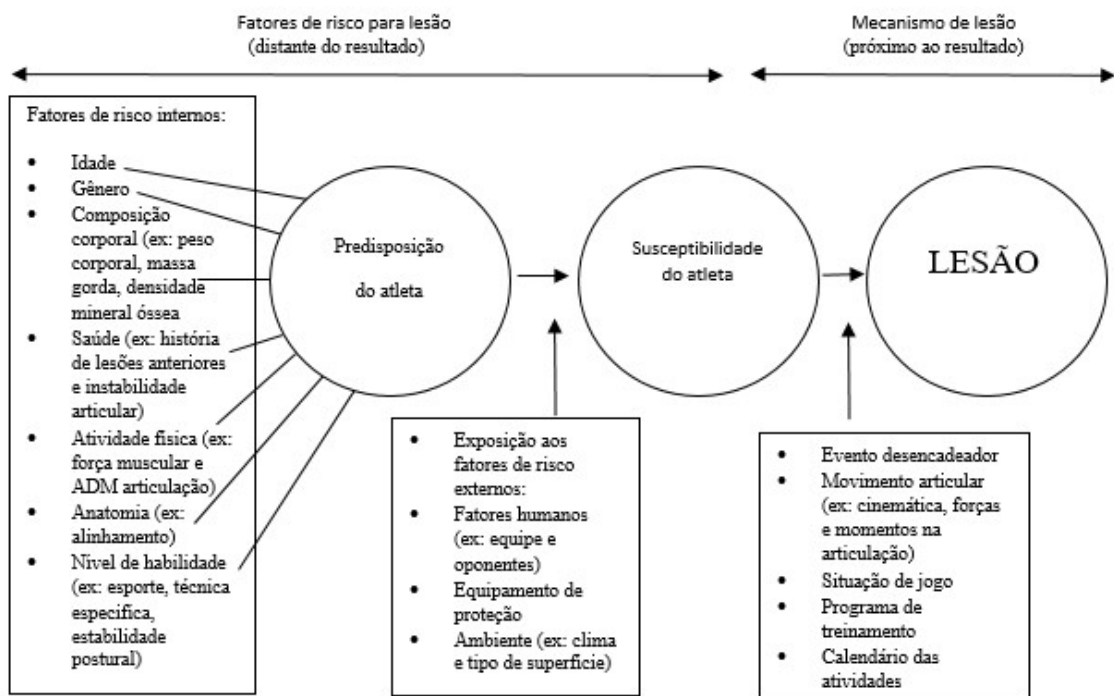 Fatores de risco para lesão
(distante do resultado)
Mecanismo de lesão
(próximo ao resultado)
Fatores de risco internos:
• Idade
• Gênero
• Composição
corporal (ex: peso
corporal, massa
gorda, densidade
mineral óssea
• Saúde (ex: história
de lesões anteriores
e instabilidade
articular)
• Atividade física (ex:
força muscular e
ADM articulação)
• Anatomia (ex:
alinhamento)
• Nível de habilidade
(ex: esporte, técnica
especifica,
estabilidade
postural)
Predisposição
do atleta
Susceptibilidade
do atleta
LESÃO
• Exposição aos
fatores de risco
externos:
• Fatores humanos
(ex: equipe e
oponentes)
• Equipamento de
proteção
• Ambiente (ex: clima
e tipo de superfície)
• Evento desencadeador
• Movimento articular
(ex: cinemática, forças
e momentos na
articulação)
• Situação de jogo
• Programa de
treinamento
• Calendário das
atividades